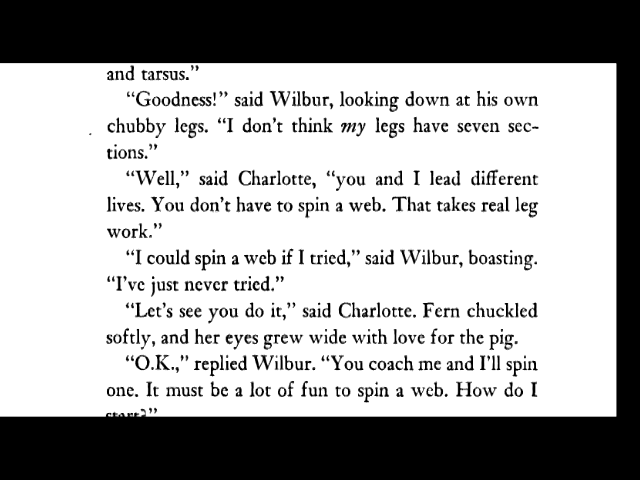 and tarsus.”
“Goodness!” said Wilbur, looking down at his own
chubby legs. “I don’t think my legs have seven sec-
tions.”
“Well,” said Charlotte, “you and I lead different
lives. You don’t have to spin a web. That takes real leg
work.”
“I could spin a web if I tried,” said Wilbur, boasting.
“I’ve just never tried.”
“Let’s see you do it,” said Charlotte. Fern chuckled
softly, and her eyes grew wide with love for the pig.
“O.K.,” replied Wilbur. “You coach me and I’ll spin
one. It must be a lot of fun to spin a web. How do I
start?”